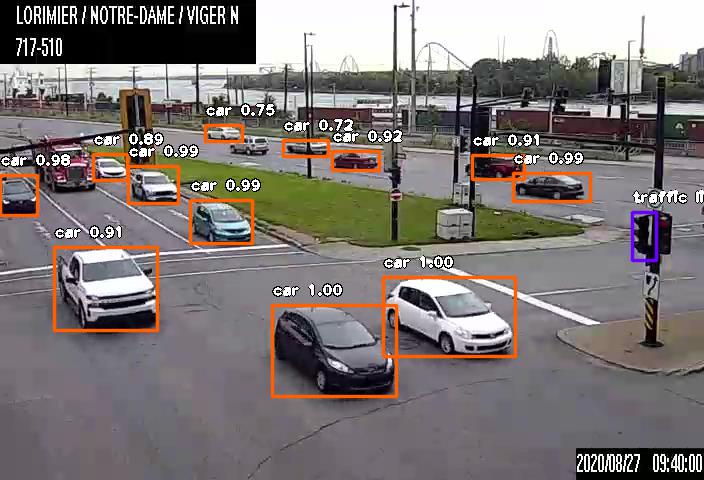 LORIMIER / NOTRE-DAME / VIGER N
717-510
car 0.75
car 0.72
car 0.89
car 0.92
car 0.91
car 0.98
car 0.99
car 0.99
car 0.99
traffic li
car 0.91
car 1.00
car 1.00
2020/08/27 09:40:00